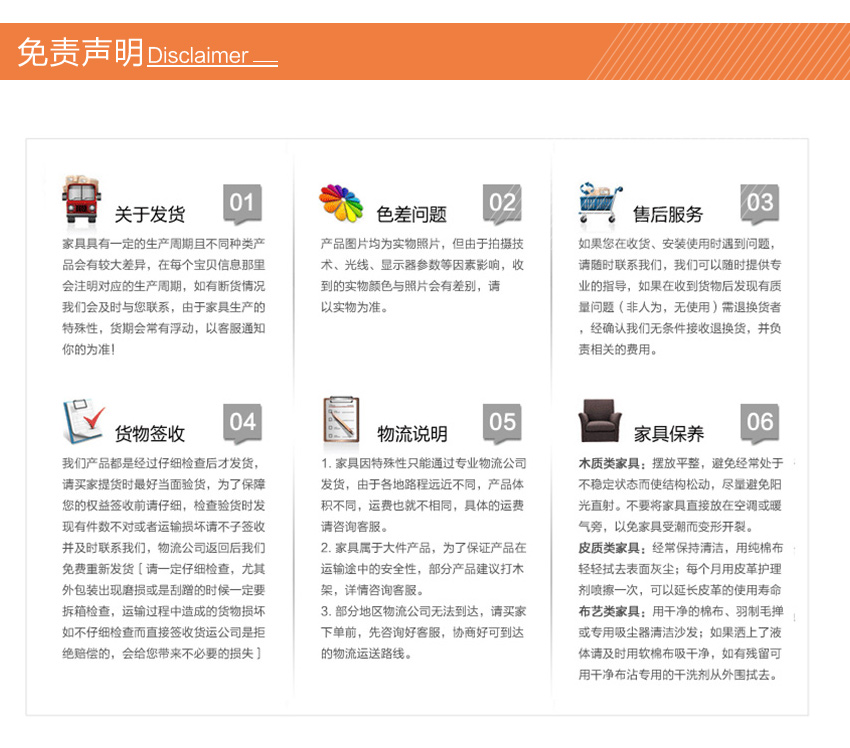 免责声明Disclaimer
01
关于发货
家具具有一定的生产周期且不同种类产
品会有较大差异，在每个宝贝信息那里
会注明对应的生产周期，如有断货情况
我们会及时与您联系，由于家具生产的
特殊性，货期会常有浮动，以客服通知
你的为准！
02
色差问题
产品图片均为实物照片，但由于拍摄技
术、光线、显示器参数等因素影响，收
到的实物颜色与照片会有差别，请
以实物为准。
03
售后服务
如果您在收货、安装使用时遇到问题，
请随时联系我们，我们可以随时提供专
业的指导，如果在收到货物后发现有质
量问题（非人为，无使用）需退换货者
，经确认我们无条件接收退换货，并负
责相关的费用。
04
货物签收
我们产品都是经过仔细检查后才发货，
请买家提货时最好当面验货，为了保障
您的权益签收前请仔细，检查验货时发
现有件数不对或者运输损坏请不子签收
并及时联系我们，物流公司返回后我们
免费重新发货［请一定仔细检查，尤其
外包装出现磨损或是刮蹭的时候一定要
拆箱检查，运输过程中造成的货物损坏
如不仔细检查而直接签收货运公司是拒
绝赔偿的，会给您带来不必要的损失］
05
物流说明
1. 家具因特殊性只能通过专业物流公司
发货，由于各地路程远近不同，产品体
积不同，运费也就不相同，具体的运费
请咨询客服。
2. 家具属于大件产品，为了保证产品在
运输途中的安全性，部分产品建议打木
架，详情咨询客服。
3. 部分地区物流公司无法到达，请买家
下单前，先咨询好客服，协商好可到达
的物流运送路线。
06
家具保养
木质类家具：摆放平整，避免经常处于
不稳定状态而使结构松动，尽量避免阳
光直射。不要将家具直接放在空调或暖
气旁，以免家具受潮而变形开裂。
皮质类家具：经常保持清洁，用纯棉布
轻轻拭去表面灰尘；每个月用皮革护理
剂喷擦一次，可以延长皮革的使用寿命
布艺类家具：用干净的棉布、羽制毛掸
或专用吸尘器清洁沙发；如果洒上了液
体请及时用软棉布吸干净，如有残留可
用干净布沾专用的干洗剂从外围拭去。